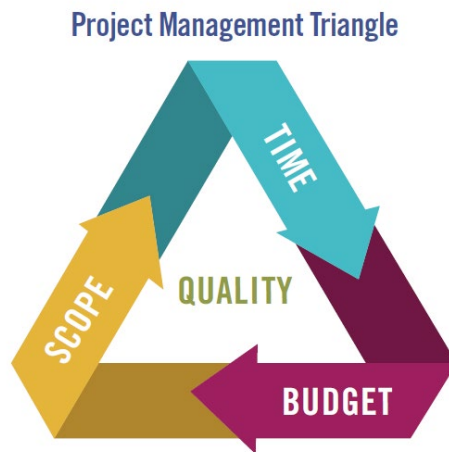 Project Management Triangle
TIME
SCOPE
QUALITY
BUDGET